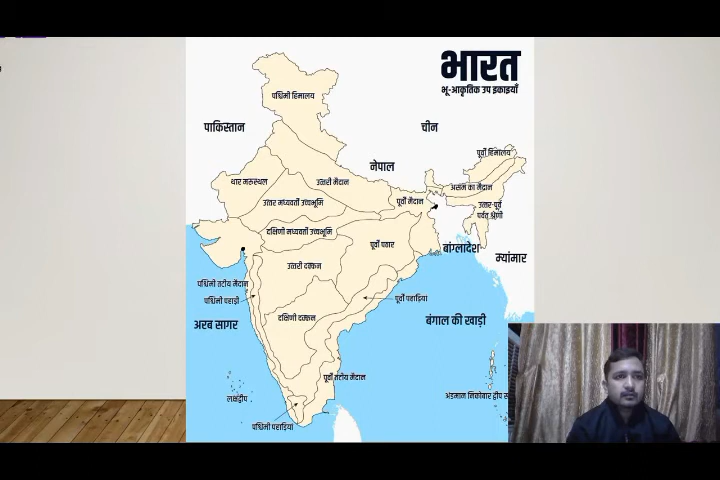 भारत
भू-आकृतिक उप इकाइयाँ
पश्चिमी हिमालय
पाकिस्तान
चीन
नेपाल
पूर्वी हिमालय
थार मरूस्थल
उत्तरी मैदान
असम का मैदान
उत्तर मध्यवर्ती उच्चभूमि
पूर्वी मैदान
उत्तर-पूर्व
पर्वत श्रेणी
दक्षिणी मध्यवर्ती उच्चभूमि
पूर्वी पठार
बांग्लादेश
म्यांमार
उत्तरी दक्कन
पश्चिमी तटीय मैदान
पश्चिमी पहाड़ी
पूर्वी पहाड़ियां
अरब सागर
दक्षिणी दक्कन
बंगाल की खाड़ी
पूर्वी तटीय मैदान
लक्षद्वीप
अंडमान निकोबार द्वीप
पश्चिमी पहाड़ियां